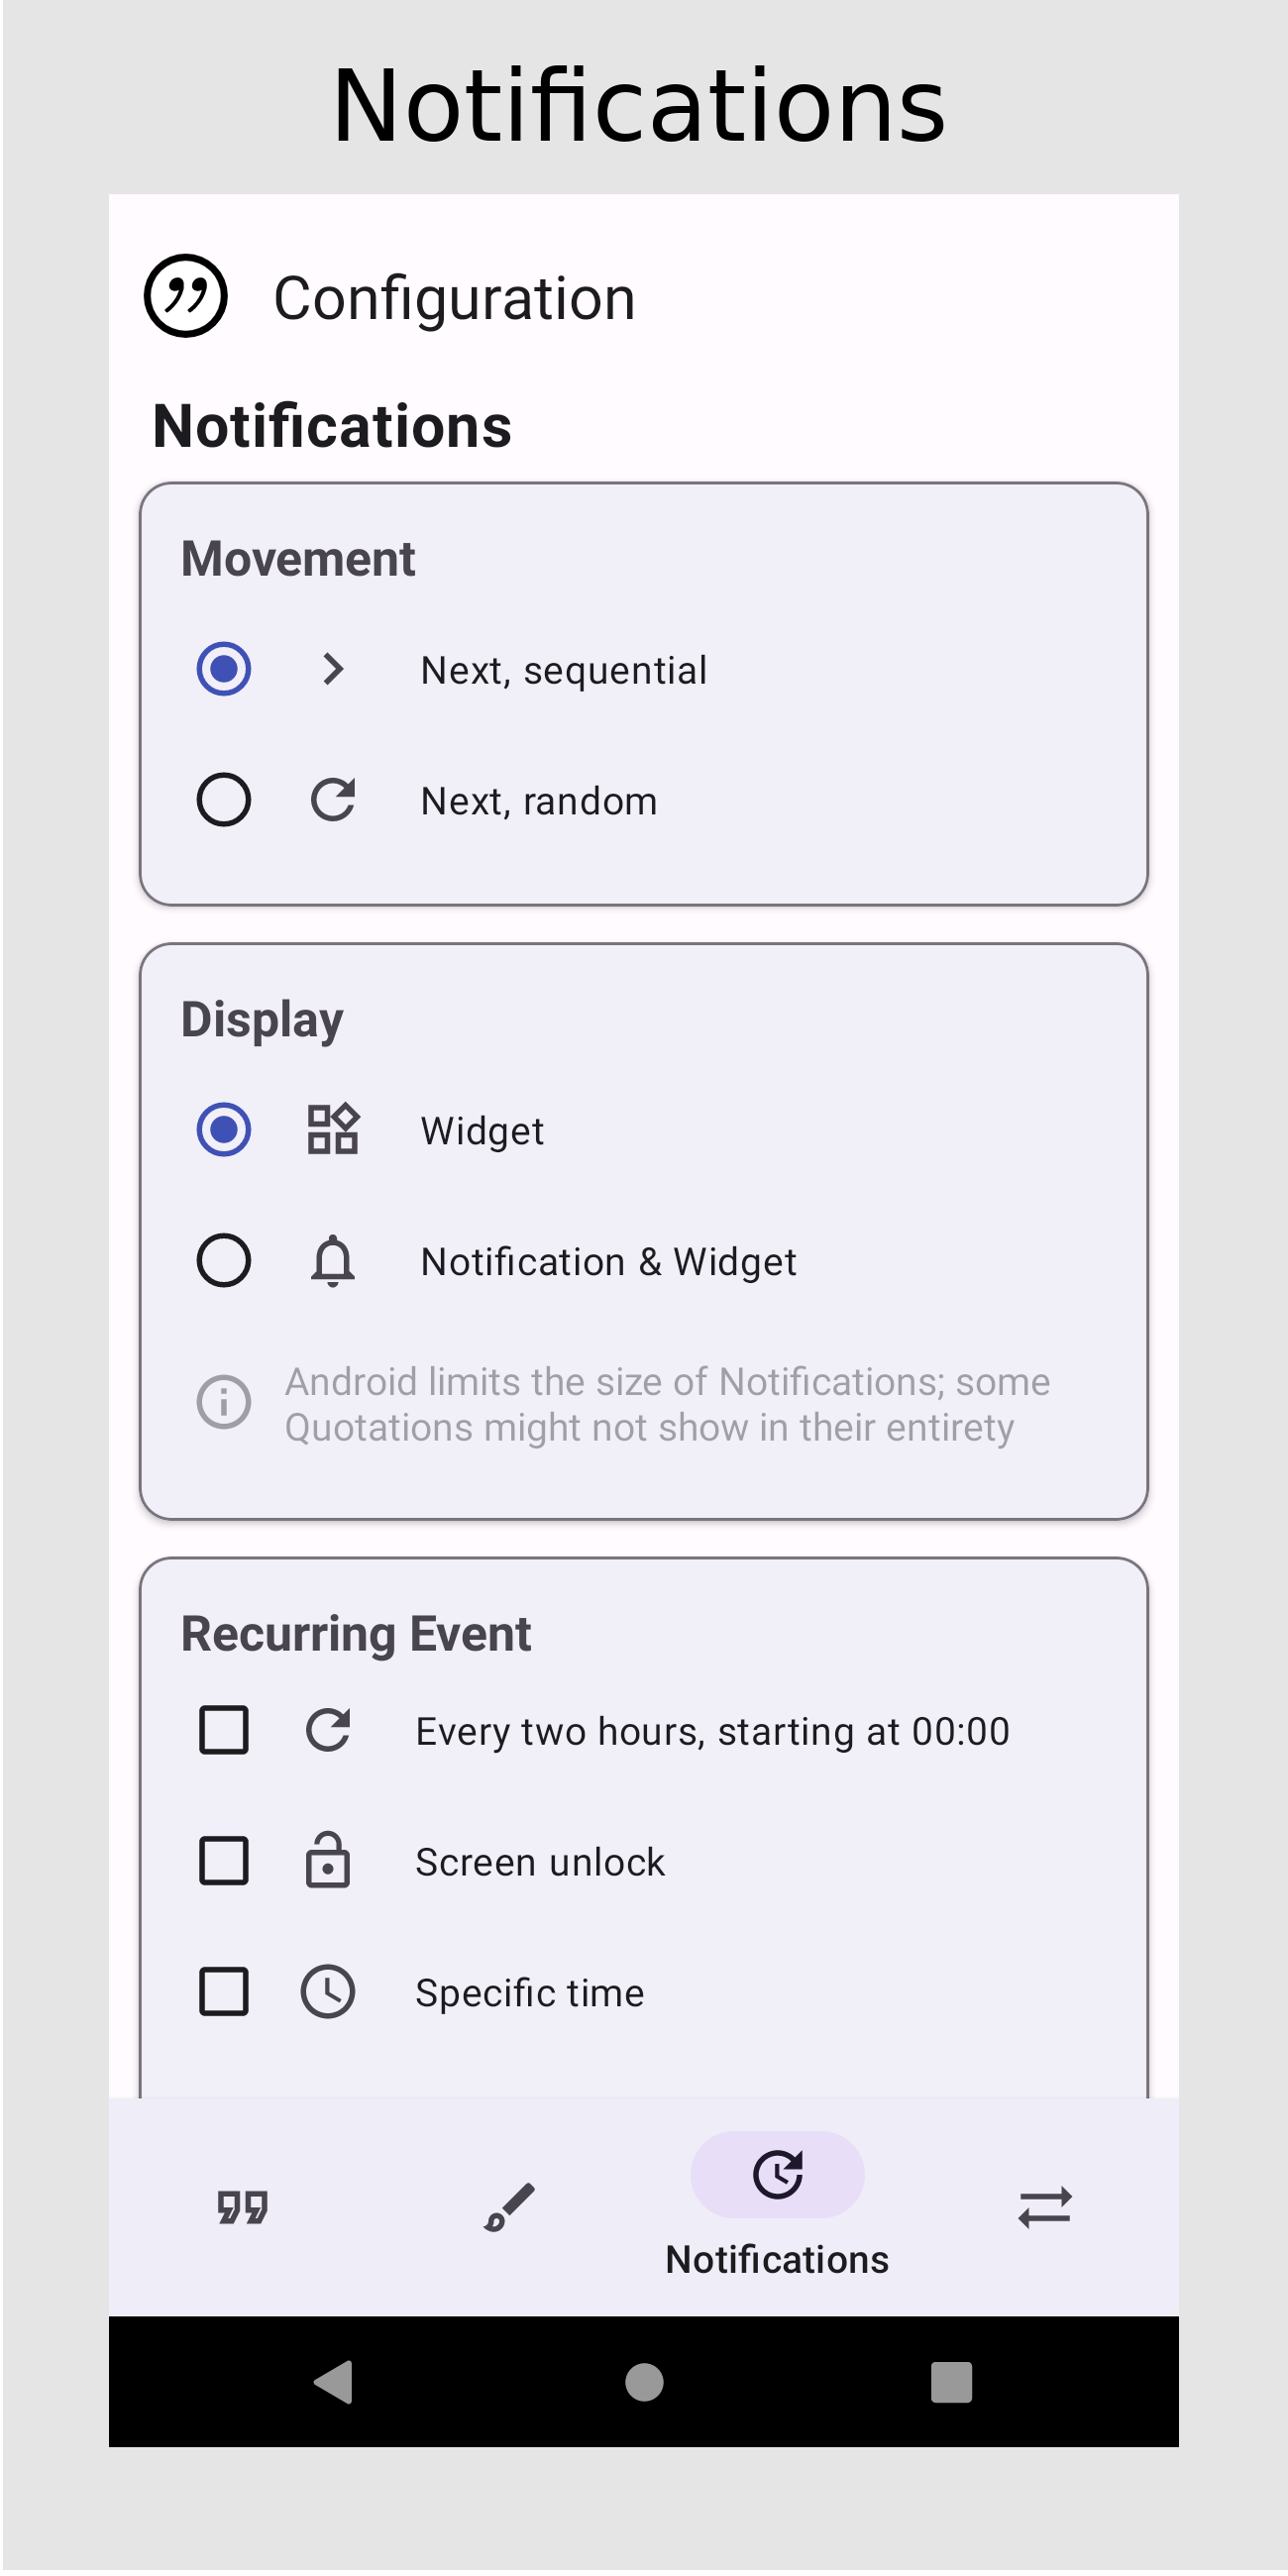 Notifications
Configuration
Notifications
Movement
Next, sequential
Next, random
Display
Widget
Notification & Widget
Android limits the size of Notifications; some
Quotations might not show in their entirety
Recurring Event
Every two hours, starting at 00:00
Screen unlock
Specific time
Notifications